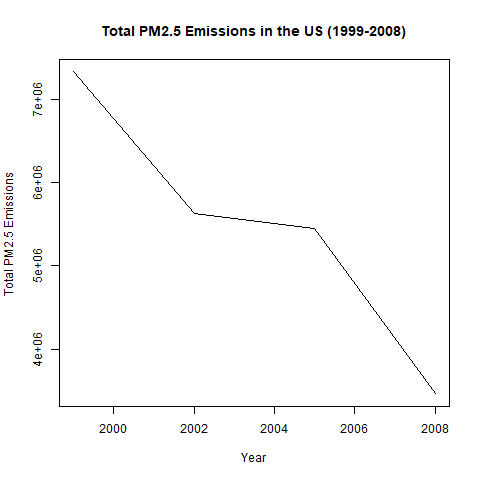 Total PM2.5 Emissions in the US (1999-2008)
7e+06
6e+06
5e+06
4e+06
Total PM2.5 Emissions
2000 2002 2004 2006 2008
Year